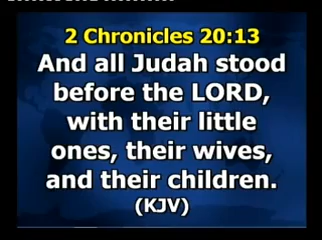 2 Chronicles 20:13
And all Judah stood
before the LORD,
with their little
ones, their wives,
and their children.
(KJV)